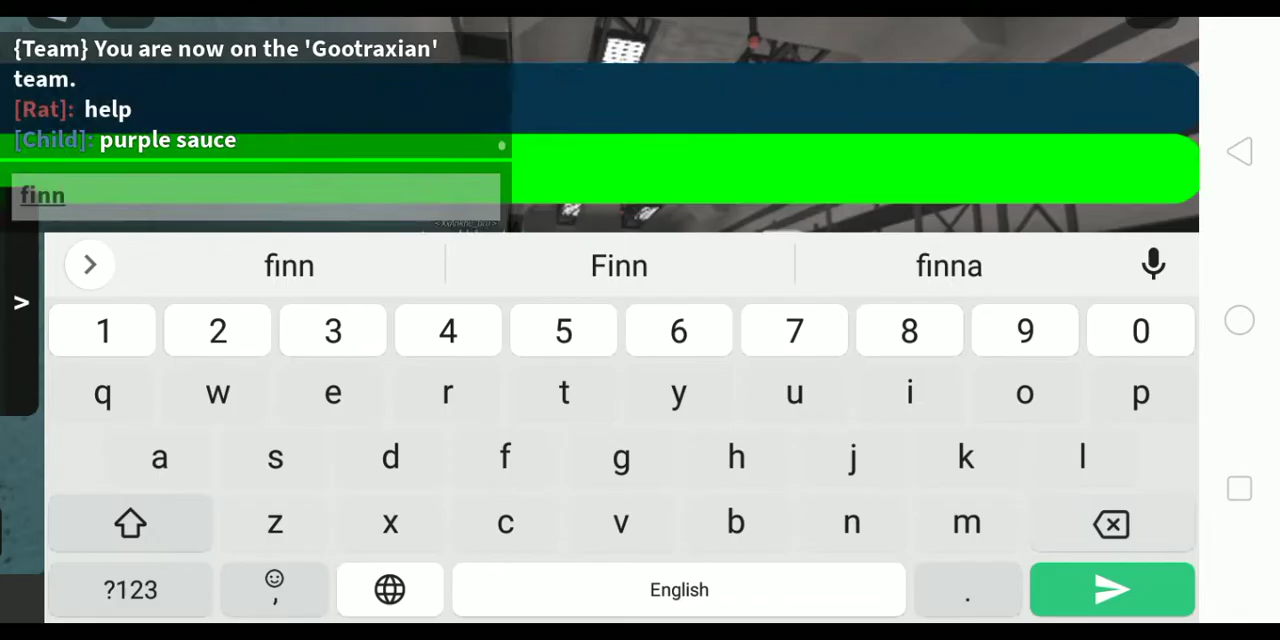 {Team} You are now on the 'Gootraxian'
team.
[Rat]: help
[Child]: purple sauce
finn
>
finn Finn finna
1 2 3 4 5 6 7 8 9 0
q w e r t y u i o p
a s d f g h j k l
z x c v b n m
?123 , English .